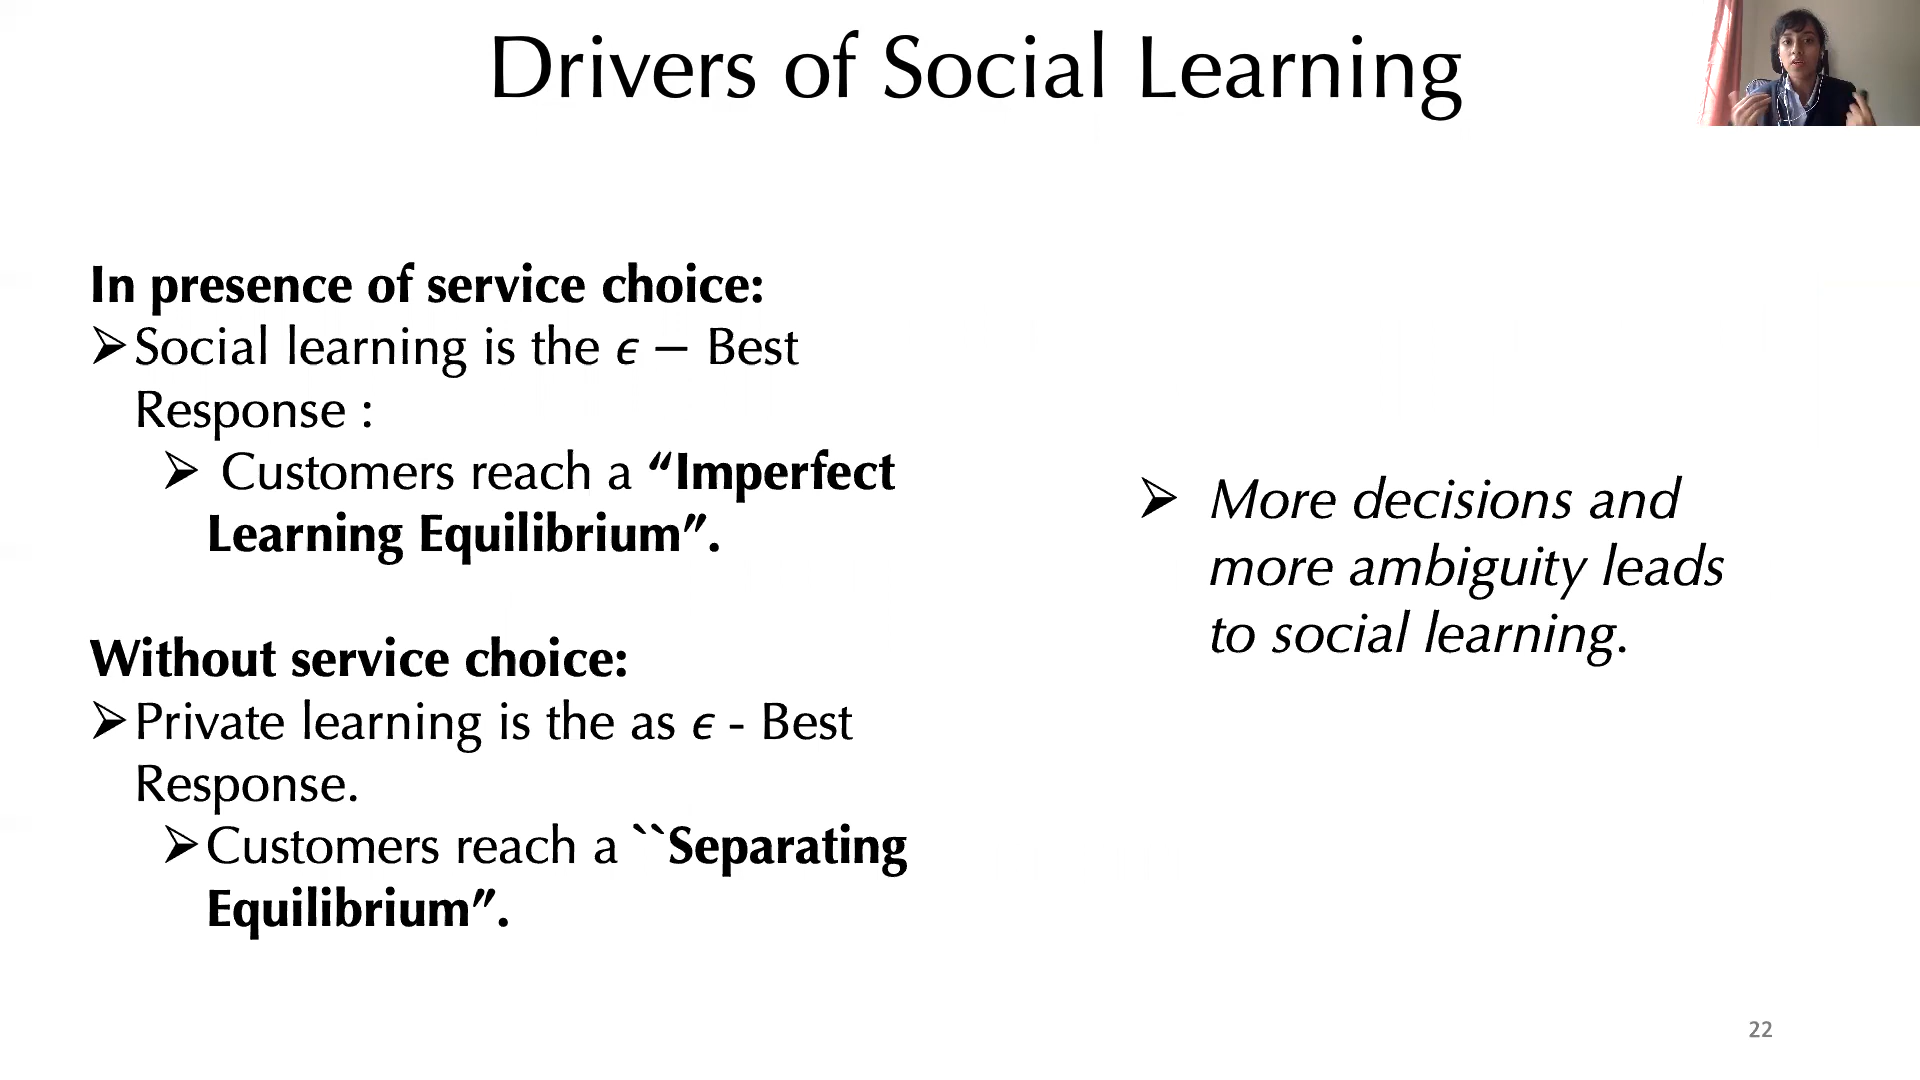 Drivers of Social Learning
In presence of service choice:
➢Social learning is the ϵ − Best
Response :
➢ Customers reach a “Imperfect
Learning Equilibrium”.
Without service choice:
➢Private learning is the as ϵ - Best
Response.
➢Customers reach a ``Separating
Equilibrium”.
➢ More decisions and
more ambiguity leads
to social learning.
22